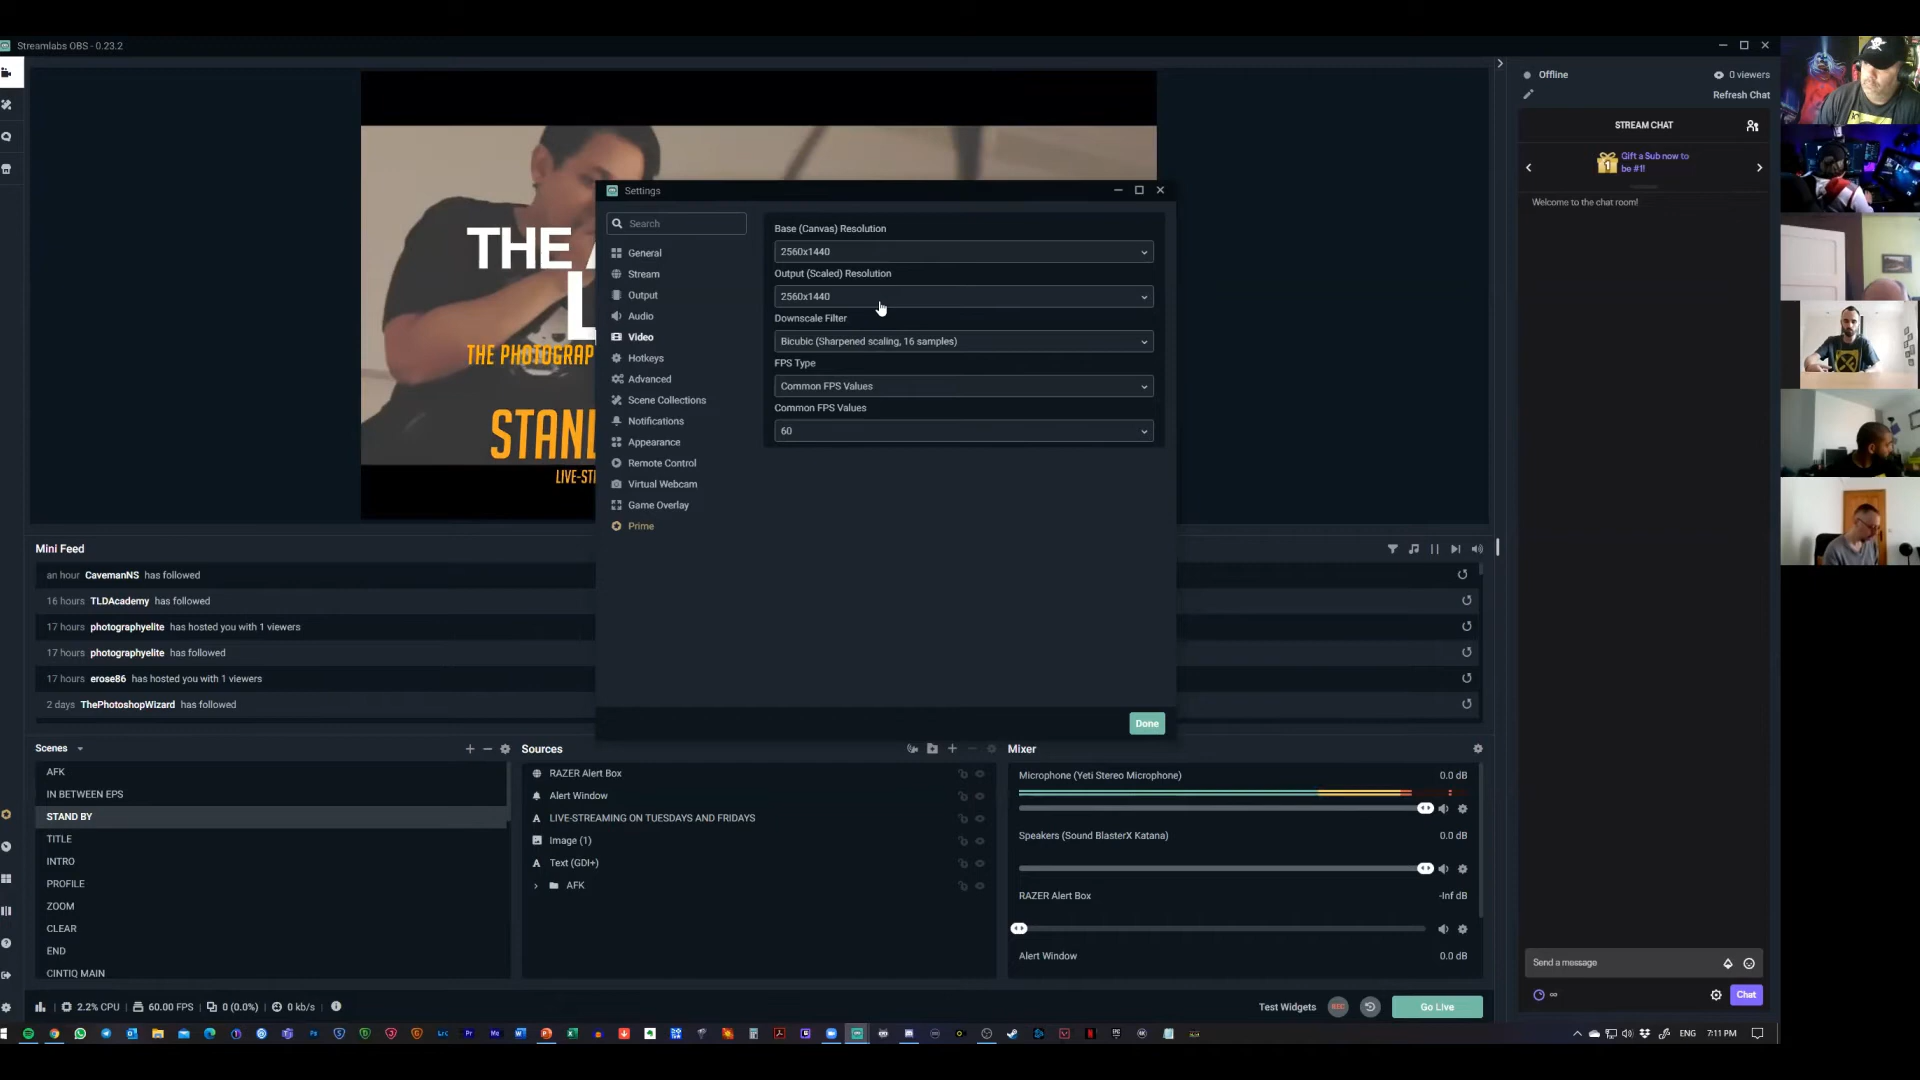 Streamlabs OBS - 0.23.2
Offline
0 viewers
Refresh Chat
STREAM CHAT
Gift a Sub now to
be #1!
Welcome to the chat room!
THE
L
THE PHOTOGRAP
STAN
LIVE-ST
Settings
Search
General
Stream
Output
Audio
Video
Hotkeys
Advanced
Scene Collections
Notifications
Appearance
Remote Control
Virtual Webcam
Game Overlay
Prime
Base (Canvas) Resolution
2560x1440
Output (Scaled) Resolution
2560x1440
Downscale Filter
Bicubic (Sharpened scaling, 16 samples)
FPS Type
Common FPS Values
Common FPS Values
60
Done
Mini Feed
an hour CavemanNS has followed
16 hours TLDAcademy has followed
17 hours photographyelite has hosted you with 1 viewers
17 hours photographyelite has followed
17 hours erose86 has hosted you with 1 viewers
2 days ThePhotoshopWizard has followed
Scenes
AFK
IN BETWEEN EPS
STAND BY
TITLE
INTRO
PROFILE
ZOOM
CLEAR
END
CINTIQ MAIN
Sources
RAZER Alert Box
Alert Window
LIVE-STREAMING ON TUESDAYS AND FRIDAYS
Image (1)
Text (GDI+)
AFK
Mixer
Microphone (Yeti Stereo Microphone) 0.0 dB
Speakers (Sound BlasterX Katana) 0.0 dB
RAZER Alert Box -Inf dB
Alert Window 0.0 dB
Send a message
Chat
2.2% CPU 60.00 FPS 0 (0.0%) 0 kb/s
Test Widgets REC Go Live
ENG 7:11 PM